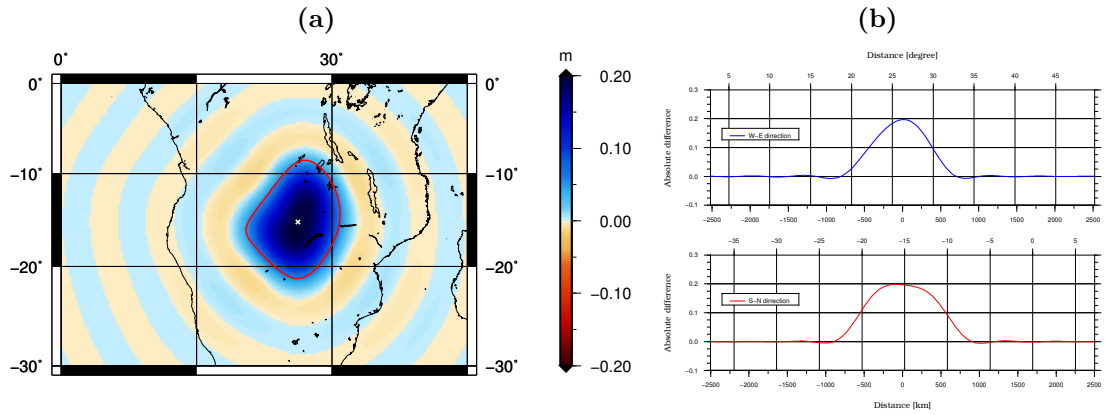 (a)
(b)
0˚ 30˚
0˚ 0˚
−10˚ −10˚
−20˚ −20˚
−30˚ −30˚
m
0.20
0.10
0.00
−0.10
−0.20
Distance [degree]
5 10 15 20 25 30 35 40 45
Absolute difference
0.3
0.2
0.1
0.0
−0.1
W−E dirrection
−2500 −2000 −1500 −1000 −500 0 500 1000 1500 2000 2500
−35 −30 −25 −20 −15 −10 −5 0 5
Absolute difference
0.3
0.2
0.1
0.0
−0.1
S−N dirrection
−2500 −2000 −1500 −1000 −500 0 500 1000 1500 2000 2500
Distance [km]